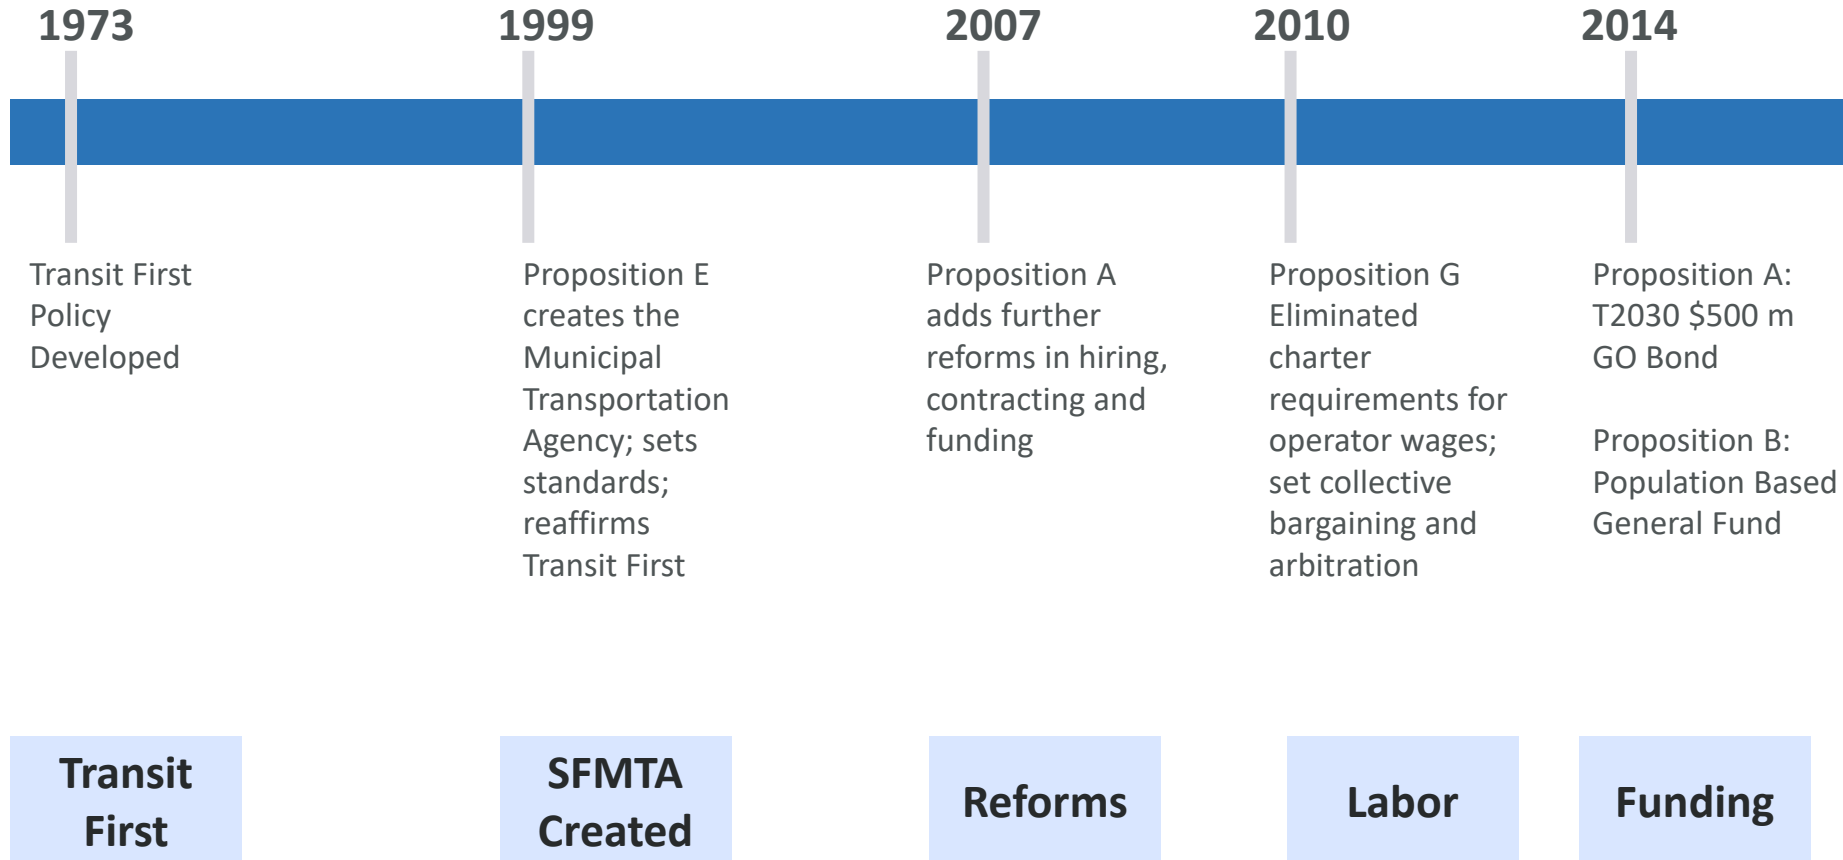 1973
1999
2007
2010
2014
Transit First
Policy
Developed
Proposition E
creates the
Municipal
Transportation
Agency; sets
standards;
reaffirms
Transit First
Proposition A
adds further
reforms in hiring,
contracting and
funding
Proposition G
Eliminated
charter
requirements for
operator wages;
set collective
bargaining and
arbitration
Proposition A:
T2030 $500 m
GO Bond
Proposition B:
Population Based
General Fund
Transit
First
SFMTA
Created
Reforms
Labor
Funding